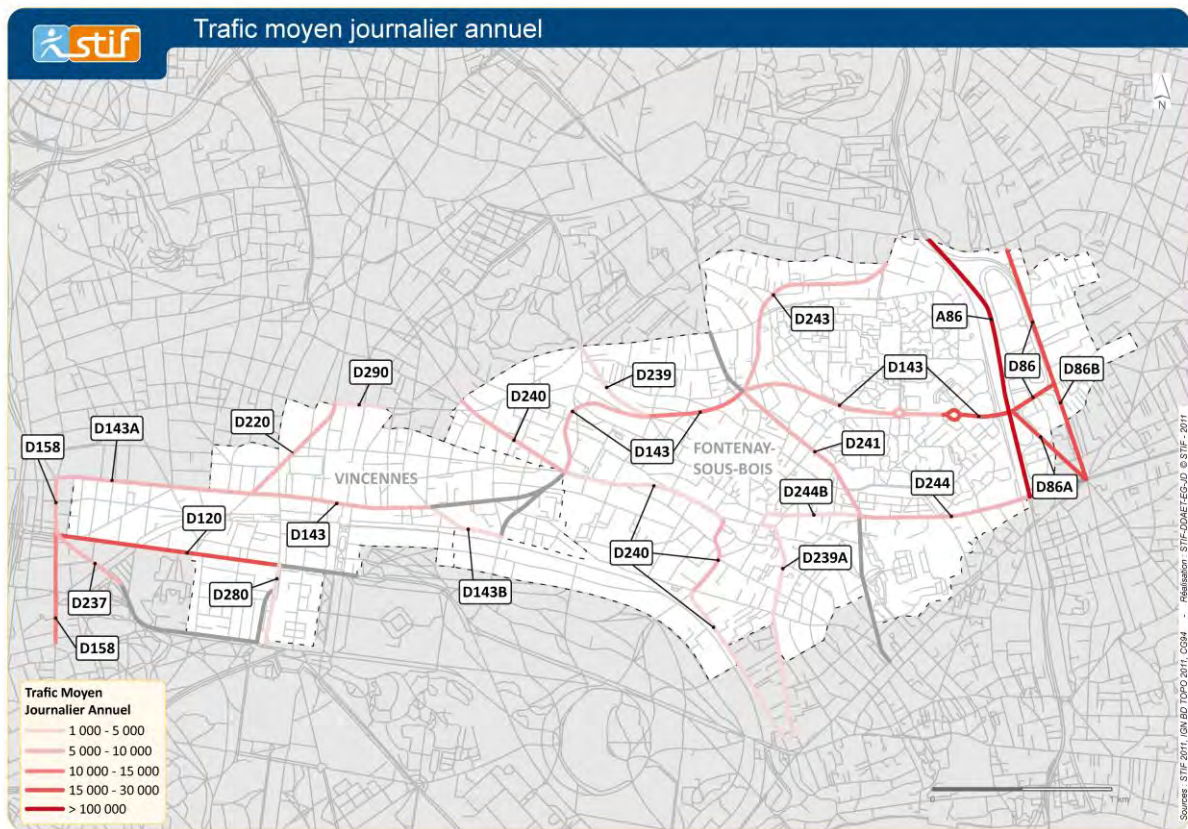 stif
Trafic moyen journalier annuel
N
D243
A86
D290
D239
D143
D86
D86B
D240
D220
D143A
D158
D143
D241
FONTENAY-
SOUS-BOIS
VINCENNES
D244
D86A
D244B
D120
D143
D240
D239A
D237
D280
D143B
D158
Trafic Moyen
Journalier Annuel
1 000 - 5 000
5 000 - 10 000
10 000 - 15 000
15 000 - 30 000
> 100 000
0 1 km
Sources : STIF 2011, IGN BD TOPO 2011, CG94 - Réalisation : STIF-DDAET-EG-JD © STIF - 2011